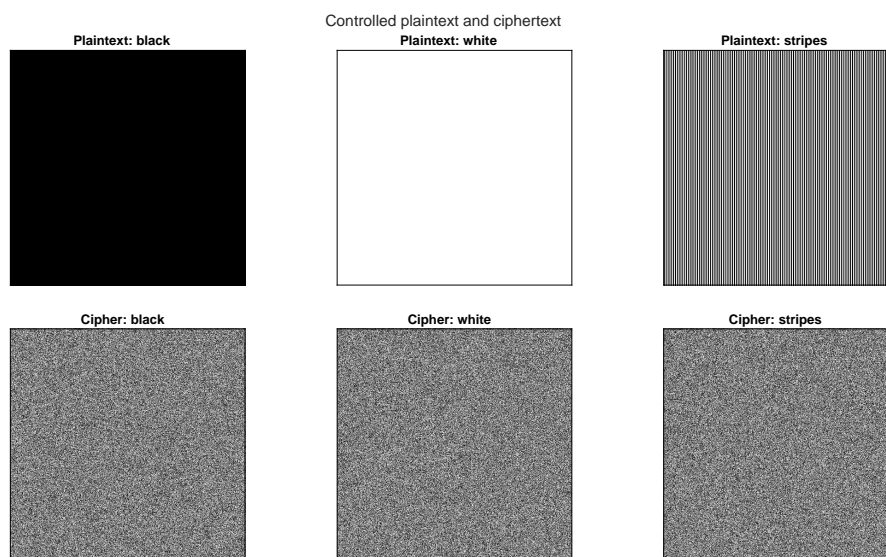 Controlled plaintext and ciphertext
Plaintext: black
Plaintext: white
Plaintext: stripes
Cipher: black
Cipher: white
Cipher: stripes